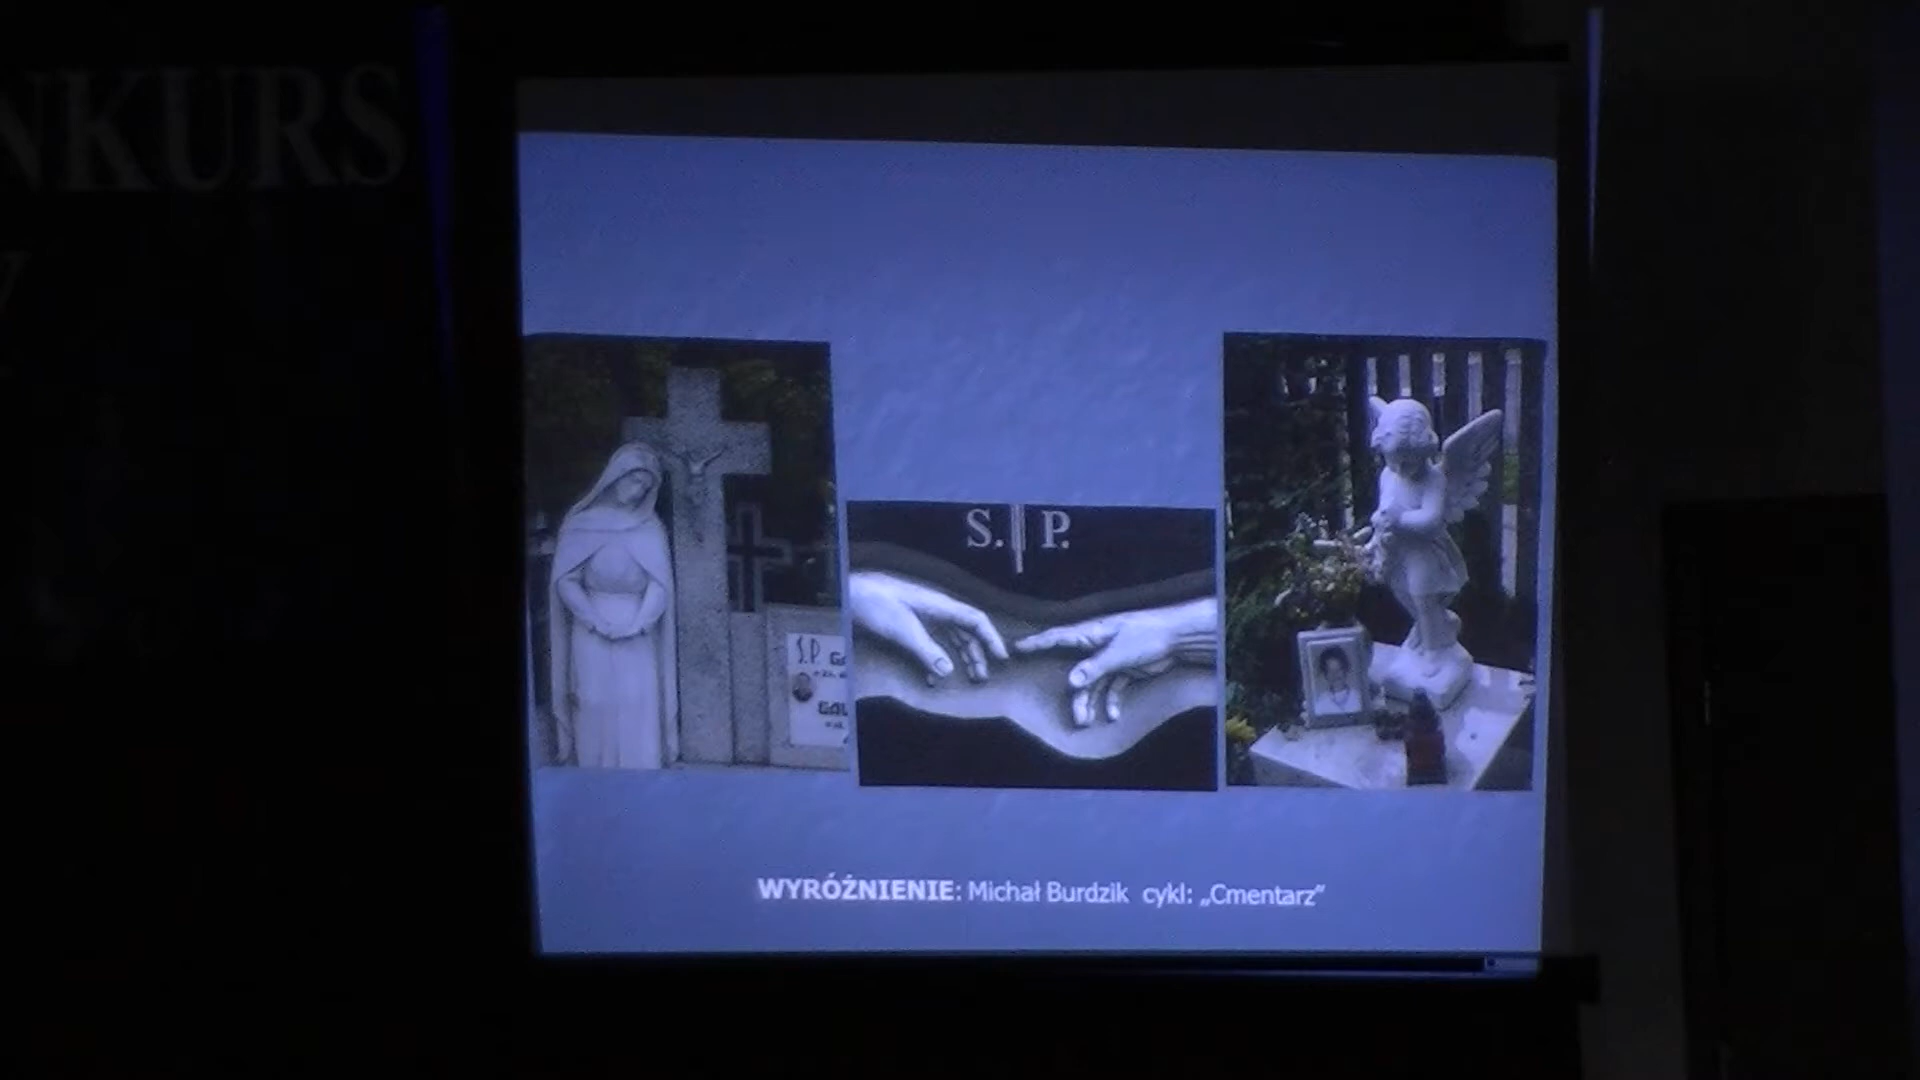 NKURS
S. P.
S.P.
WYRÓŻNIENIE: Michał Burdzik cykl: „Cmentarz”